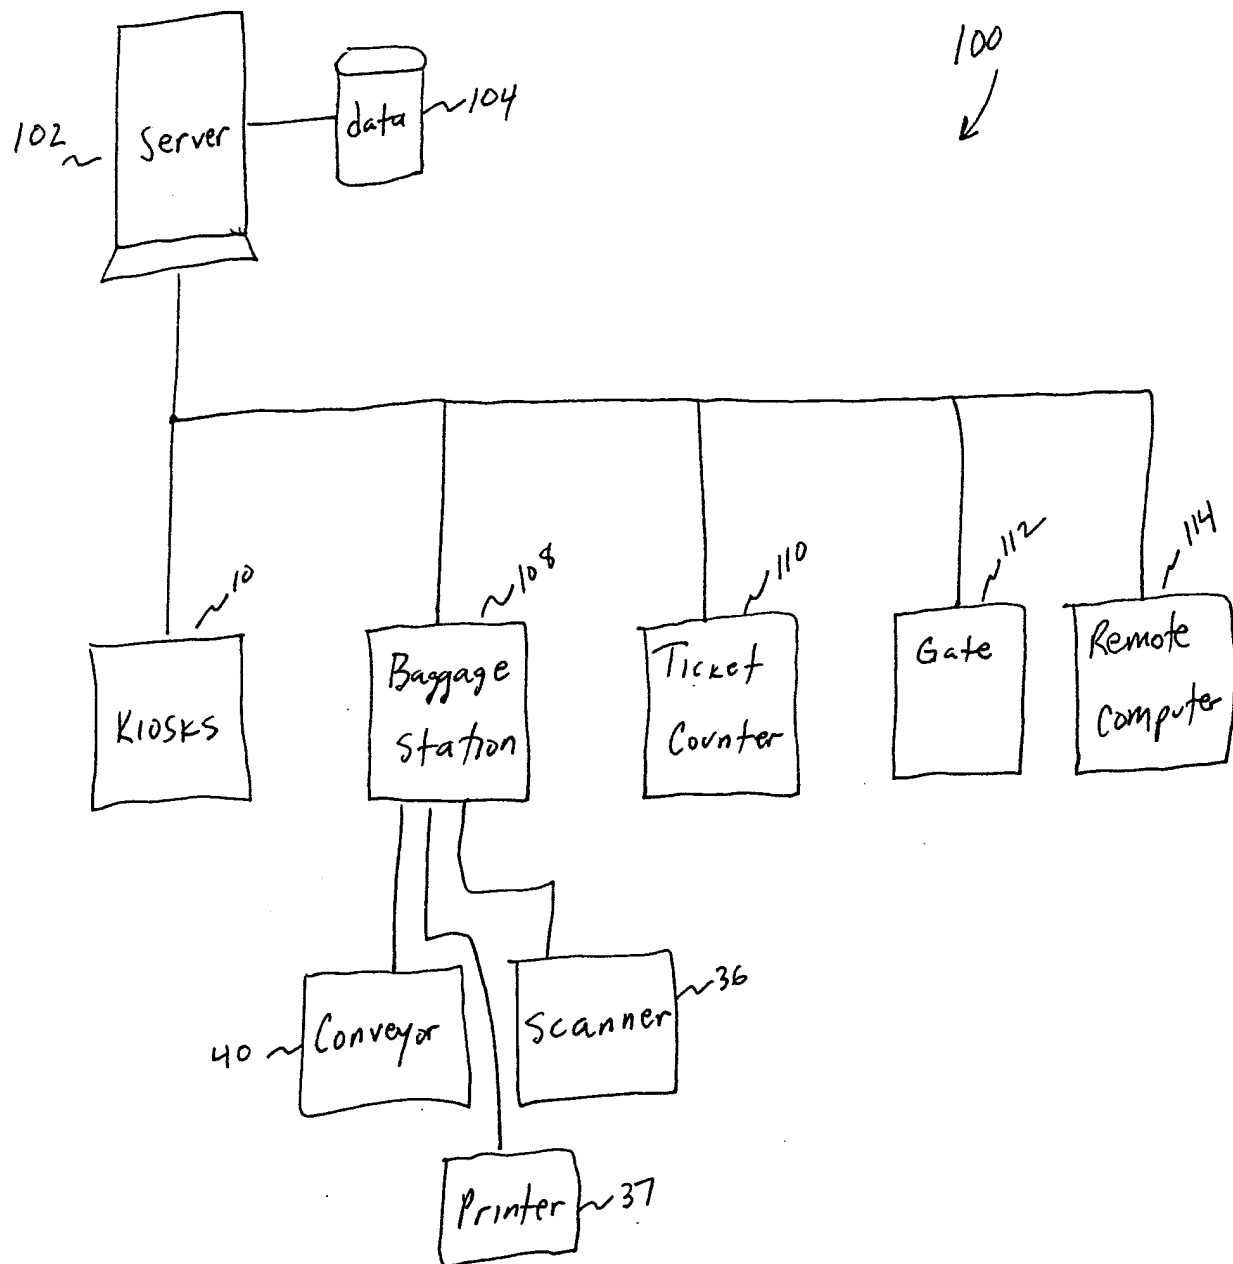 100
Server
102
data
104
10
Kiosks
108
Baggage
Station
110
Ticket
Counter
112
Gate
114
Remote
Computer
40
Conveyor
Scanner
36
Printer
37